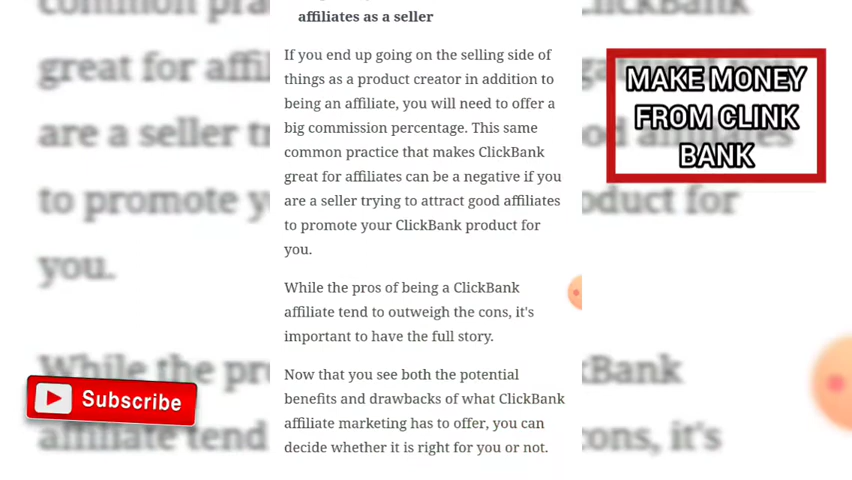 affiliates as a seller
If you end up going on the selling side of
things as a product creator in addition to
being an affiliate, you will need to offer a
big commission percentage. This same
common practice that makes ClickBank
great for affiliates can be a negative if you
are a seller trying to attract good affiliates
to promote your ClickBank product for
you.
While the pros of being a ClickBank
affiliate tend to outweigh the cons, it's
important to have the full story.
Now that you see both the potential
benefits and drawbacks of what ClickBank
affiliate marketing has to offer, you can
decide whether it is right for you or not.
MAKE MONEY
FROM CLINK
BANK
Subscribe